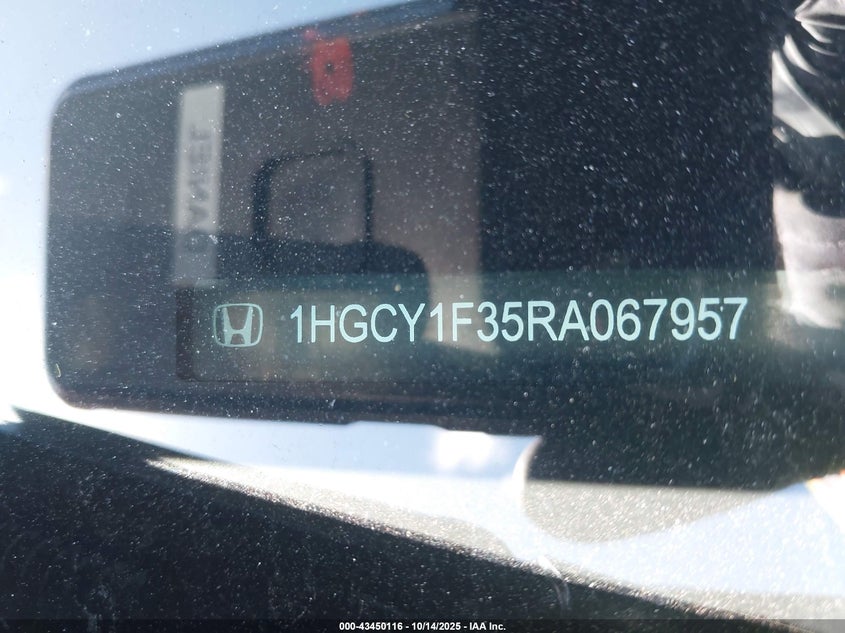 1HGCY1F35RA067957
000-43450116 - 10/14/2025 - IAA Inc.